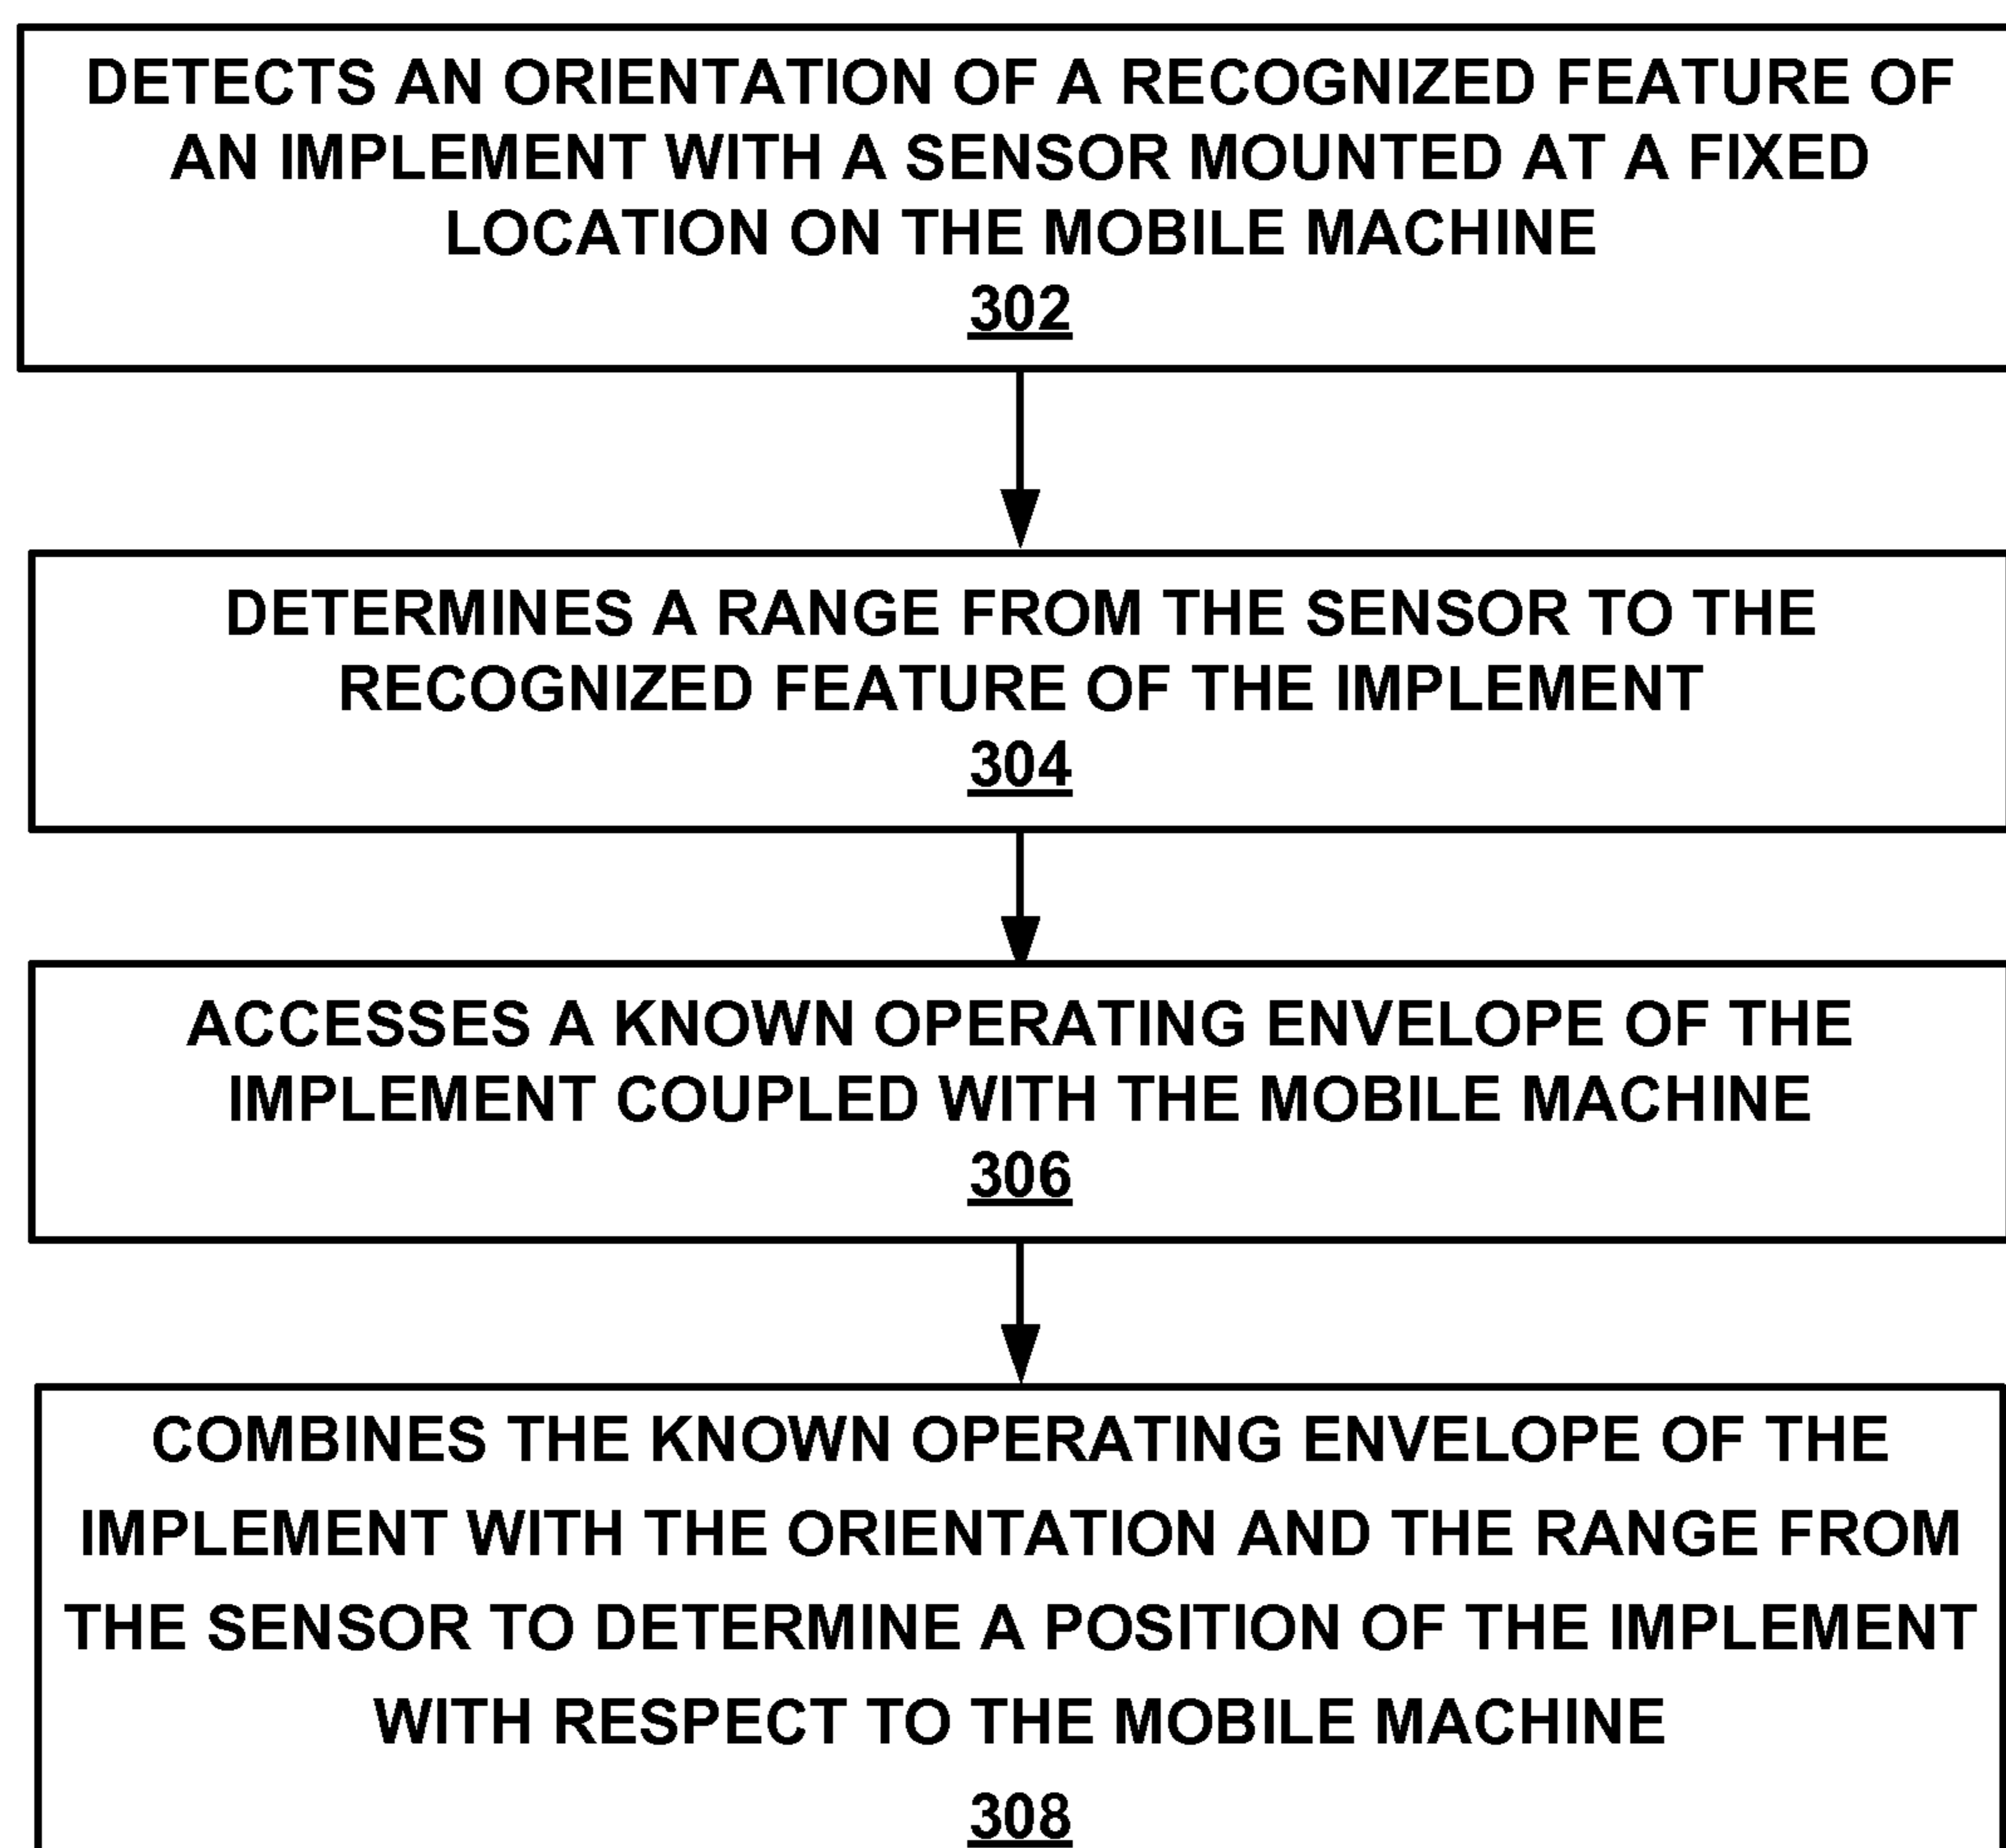 DETECTS AN ORIENTATION OF A RECOGNIZED FEATURE OF
AN IMPLEMENT WITH A SENSOR MOUNTED AT A FIXED
LOCATION ON THE MOBILE MACHINE
302
DETERMINES A RANGE FROM THE SENSOR TO THE
RECOGNIZED FEATURE OF THE IMPLEMENT
304
ACCESSES A KNOWN OPERATING ENVELOPE OF THE
IMPLEMENT COUPLED WITH THE MOBILE MACHINE
306
COMBINES THE KNOWN OPERATING ENVELOPE OF THE
IMPLEMENT WITH THE ORIENTATION AND THE RANGE FROM
THE SENSOR TO DETERMINE A POSITION OF THE IMPLEMENT
WITH RESPECT TO THE MOBILE MACHINE
308